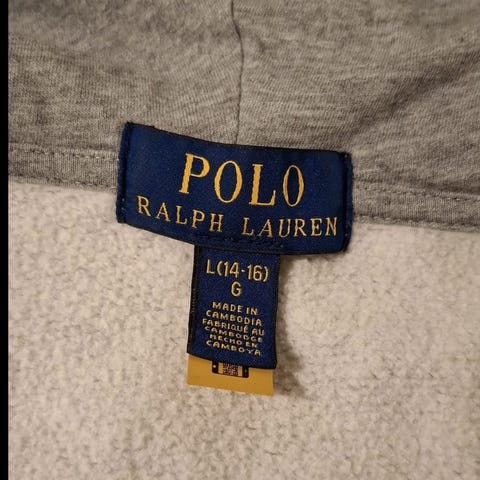 POLO
RALPH LAUREN
L(14-16)
G
MADE IN
CAMBODIA
FABRIQUÉ AU
CAMBODGE
HECHO EN
CAMBOYA